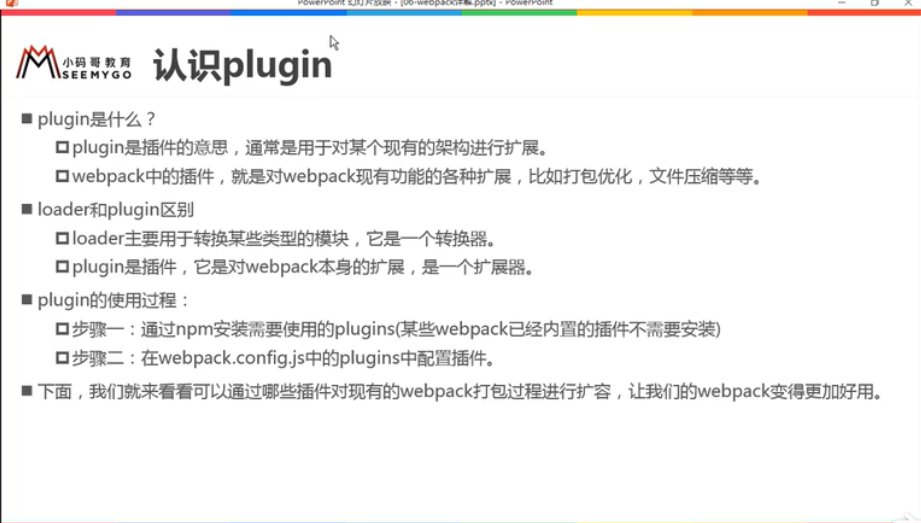 PowerPoint 幻灯片放映 - [06-webpack详解.pptx] - PowerPoint
小码哥教育
SEEMYGO
认识plugin
plugin是什么？
plugin是插件的意思，通常是用于对某个现有的架构进行扩展。
webpack中的插件，就是对webpack现有功能的各种扩展，比如打包优化，文件压缩等等。
loader和plugin区别
loader主要用于转换某些类型的模块，它是一个转换器。
plugin是插件，它是对webpack本身的扩展，是一个扩展器。
plugin的使用过程：
步骤一：通过npm安装需要使用的plugins(某些webpack已经内置的插件不需要安装)
步骤二：在webpack.config.js中的plugins中配置插件。
下面，我们就来看看可以通过哪些插件对现有的webpack打包过程进行扩容，让我们的webpack变得更加好用。